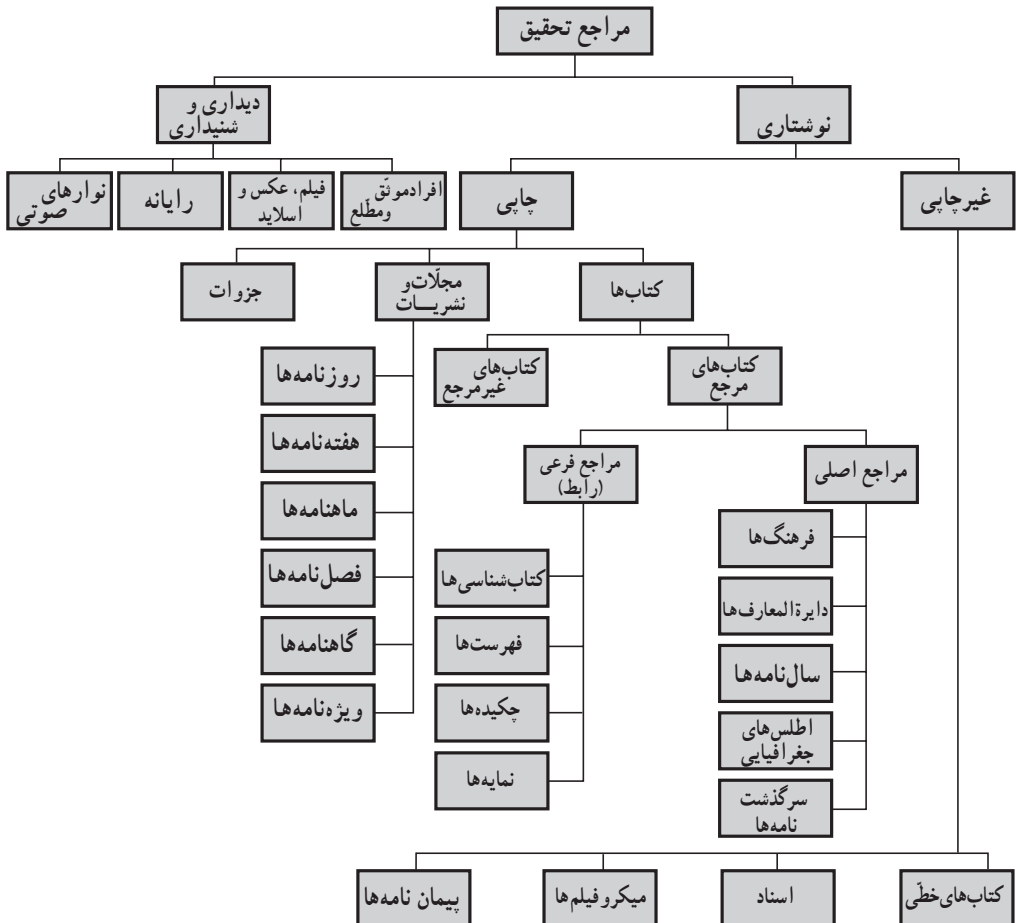 مراجع تحقیق
نوشتاری
دیداری و
شنیداری
غیرچاپی
چاپی
افرادموثّق
ومطّلع
فیلم، عکس و
اسلاید
رایانه
نوارهای
صوتی
کتاب‌ها
مجلّات‌و
نشریــات
جزوات
کتاب‌های
مرجع
کتاب‌های
غیرمرجع
روزنامه‌ها
هفته‌نامه‌ها
ماهنامه‌ها
فصل‌نامه‌ها
گاهنامه‌ها
ویژه‌نامه‌ها
مراجع اصلی
مراجع فرعی
(رابط)
فرهنگ‌ها
دایرةالمعارف‌ها
سال‌نامه‌ها
اطلس‌های
جغرافیایی
سرگذشت
نامه‌ها
کتاب‌شناسی‌ها
فهرست‌ها
چکیده‌ها
نمایه‌ها
کتاب‌های‌خطّی
اسناد
میکروفیلم‌ها
پیمان نامه‌ها